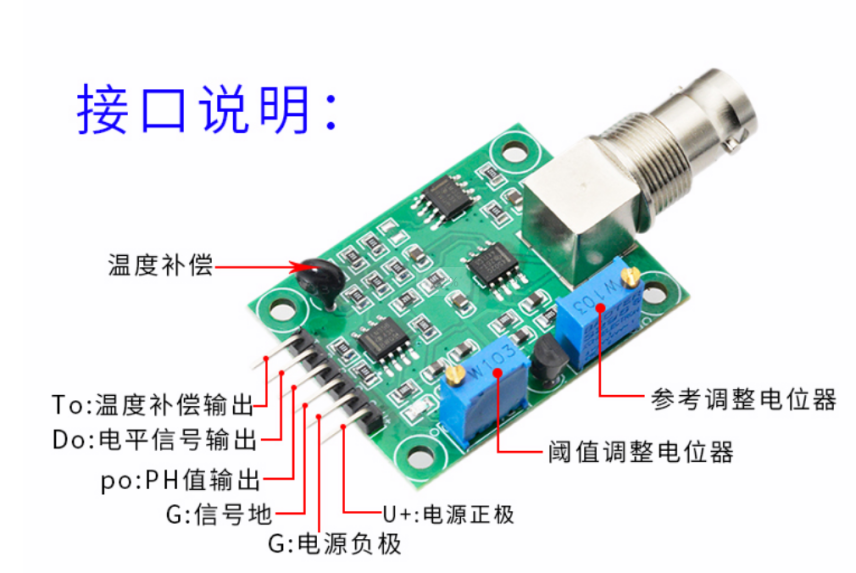 接口说明：
温度补偿
W103
W103
参考调整电位器
To:温度补偿输出
Do:电平信号输出
阈值调整电位器
po:PH值输出
G:信号地
U+:电源正极
G:电源负极